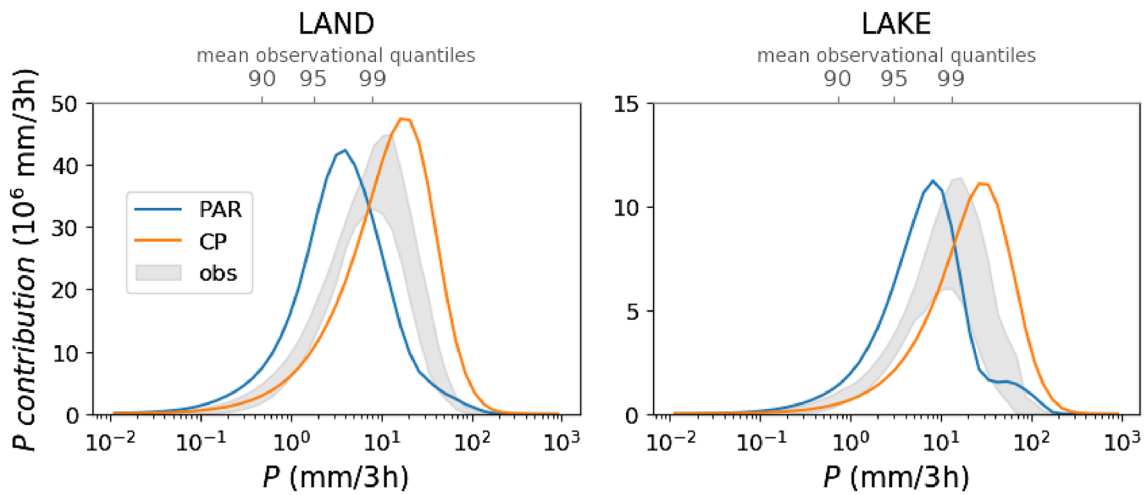 LAND
mean observational quantiles
90 95 99
50
40
30
20
10
0
P contribution (10⁶ mm/3h)
PAR
CP
obs
10⁻² 10⁻¹ 10⁰ 10¹ 10² 10³
P (mm/3h)
LAKE
mean observational quantiles
90 95 99
15
10
5
0
10⁻² 10⁻¹ 10⁰ 10¹ 10² 10³
P (mm/3h)